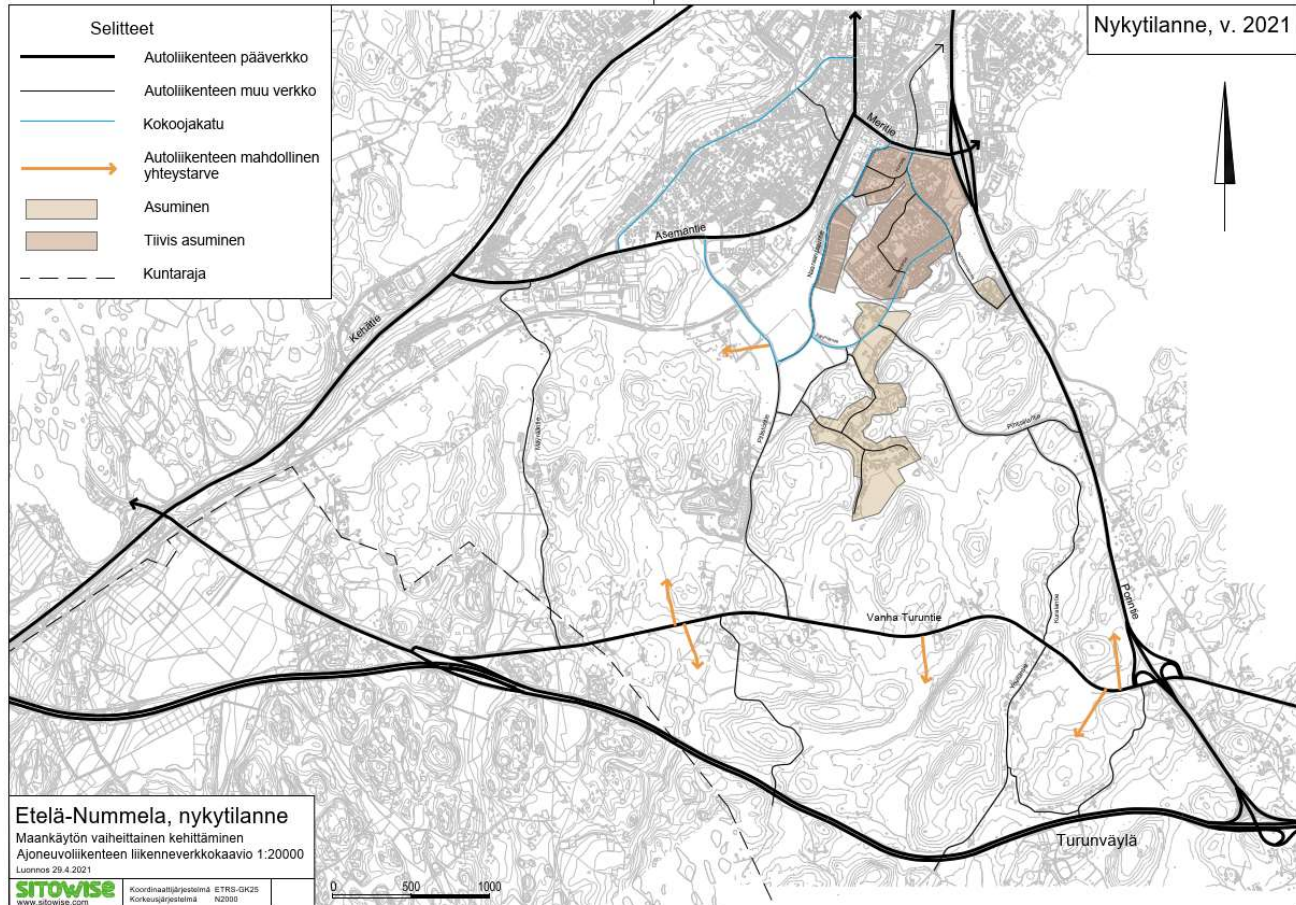 Selitteet
Autoliikenteen pääverkko
Autoliikenteen muu verkko
Kokoojakatu
Autoliikenteen mahdollinen
yhteystarve
Asuminen
Tiivis asuminen
Kuntaraja
Nykytilanne, v. 2021
Meritie
Asemantie
Kehätie
Pihtisillantie
Vanha Turuntie
Porintie
Turunväylä
Etelä-Nummela, nykytilanne
Maankäytön vaiheittainen kehittäminen
Ajoneuvoliikenteen liikenneverkkokaavio 1:20000
Luonnos 29.4.2021
SITOWISE
www.sitowise.com
Koordinaattijärjestelmä ETRS-GK25
Korkeusjärjestelmä N2000
0 500 1000